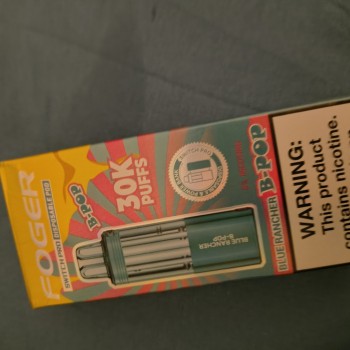 FOGER
SWITCH PRO DISPOSABLE POD
B-POP
30K
PUFFS
BLUE RANCHER
B-POP
BLUE RANCHER B-POP
WARNING:
This product
contains nicotine.